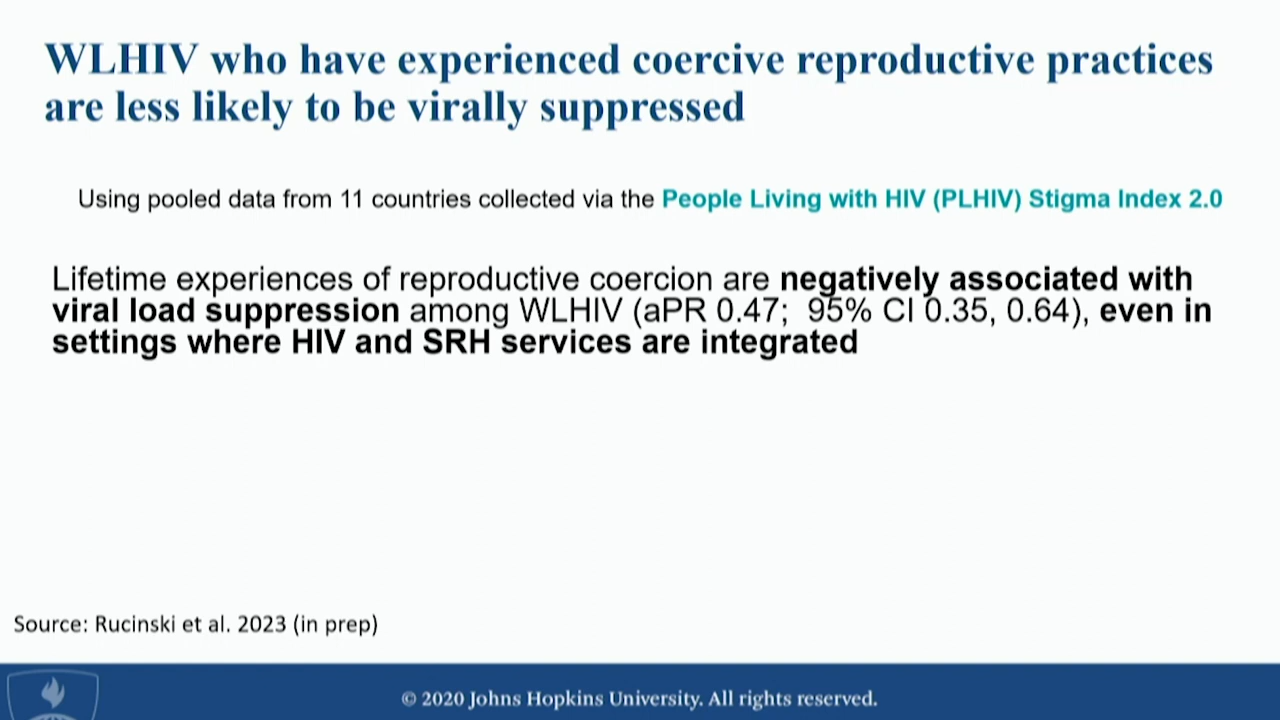 WLHIV who have experienced coercive reproductive practices
are less likely to be virally suppressed
Using pooled data from 11 countries collected via the People Living with HIV (PLHIV) Stigma Index 2.0
Lifetime experiences of reproductive coercion are negatively associated with
viral load suppression among WLHIV (aPR 0.47; 95% CI 0.35, 0.64), even in
settings where HIV and SRH services are integrated
Source: Rucinski et al. 2023 (in prep)
© 2020 Johns Hopkins University. All rights reserved.